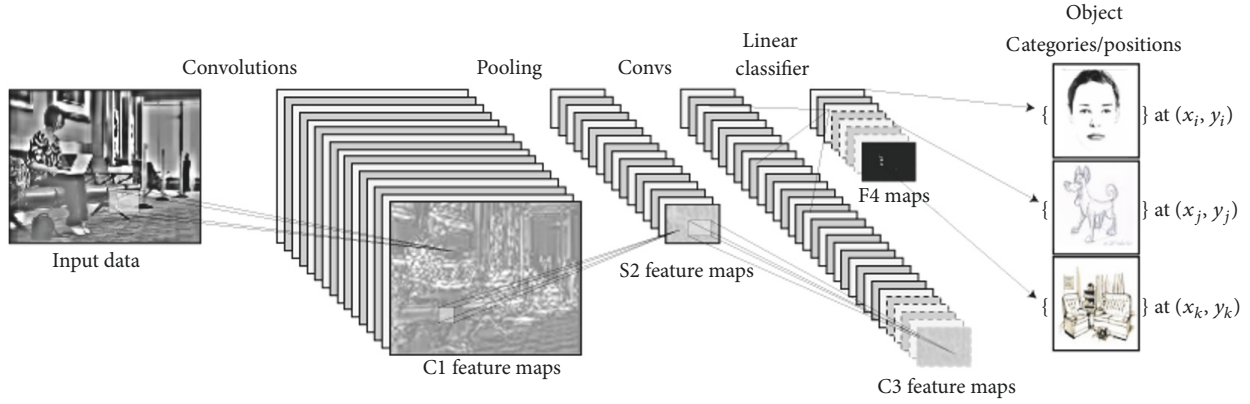 Object
Categories/positions
Linear
classifier
Convolutions
Pooling
Convs
{ } at (xᵢ, yᵢ)
F4 maps
{ } at (xⱼ, yⱼ)
Input data
S2 feature maps
{ } at (xₖ, yₖ)
C1 feature maps
C3 feature maps